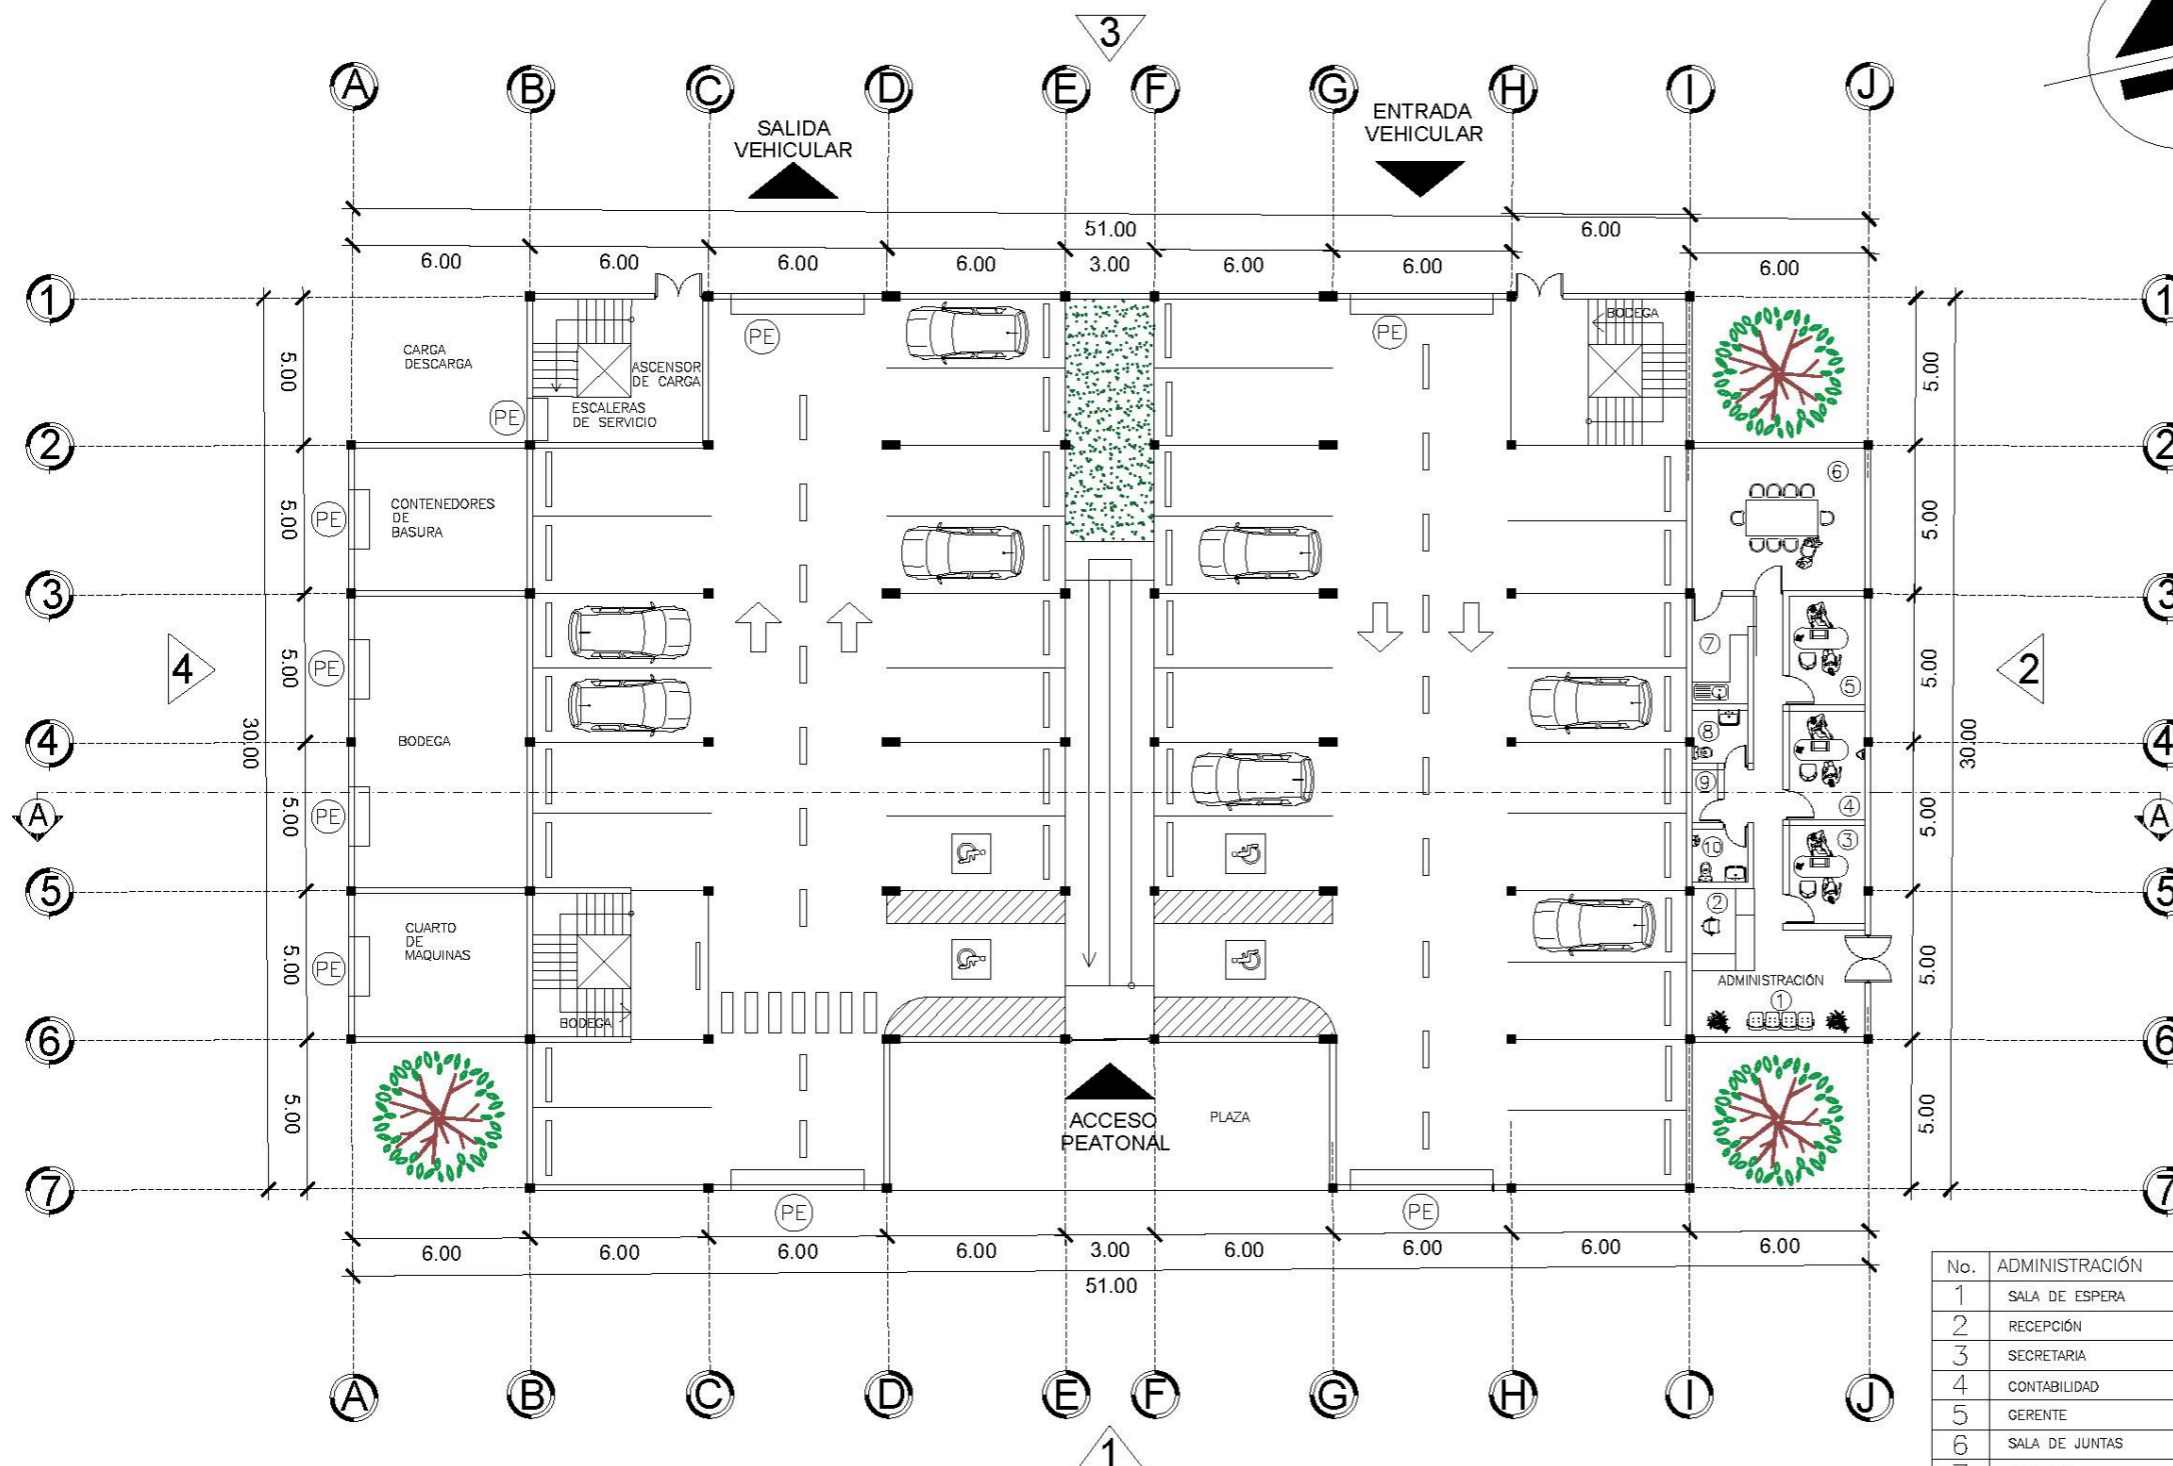 3
A
B
C
D
E
F
G
H
I
J
SALIDA
VEHICULAR
ENTRADA
VEHICULAR
51.00
6.00
6.00
6.00
6.00
6.00
3.00
6.00
6.00
6.00
1
1
BODEGA
PE
PE
CARGA
DESCARGA
5.00
5.00
ASCENSOR
DE CARGA
ESCALERAS
DE SERVICIO
PE
2
2
6
CONTENEDORES
DE
BASURA
PE
5.00
5.00
3
3
7
5
4
PE
5.00
5.00
2
8
4
4
BODEGA
30.00
30.00
9
4
A
A
PE
5.00
5.00
3
10
5
5
2
CUARTO
DE
MAQUINAS
PE
5.00
5.00
ADMINISTRACIÓN
1
BODEGA
6
6
ACCESO
PEATONAL
PLAZA
5.00
5.00
7
7
PE
PE
6.00
6.00
6.00
6.00
3.00
6.00
6.00
6.00
6.00
51.00
A
B
C
D
E
F
G
H
I
J
1
No. ADMINISTRACIÓN
1 SALA DE ESPERA
2 RECEPCIÓN
3 SECRETARIA
4 CONTABILIDAD
5 GERENTE
6 SALA DE JUNTAS